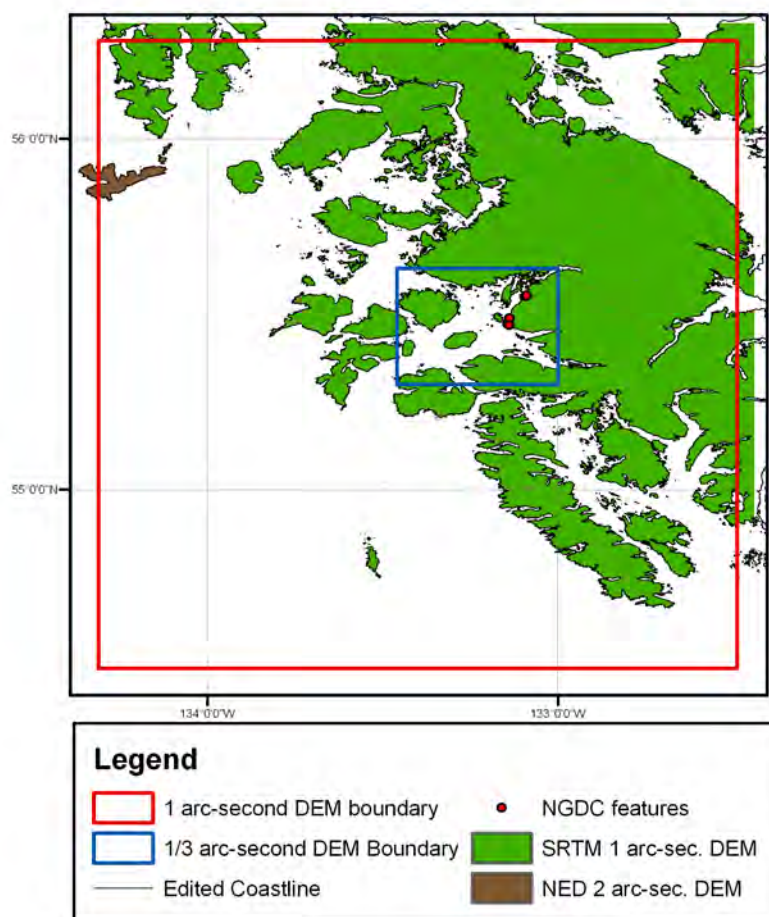 56°0'0"N
55°0'0"N
134°0'0"W
133°0'0"W
Legend
1 arc-second DEM boundary
NGDC features
1/3 arc-second DEM Boundary
SRTM 1 arc-sec. DEM
Edited Coastline
NED 2 arc-sec. DEM